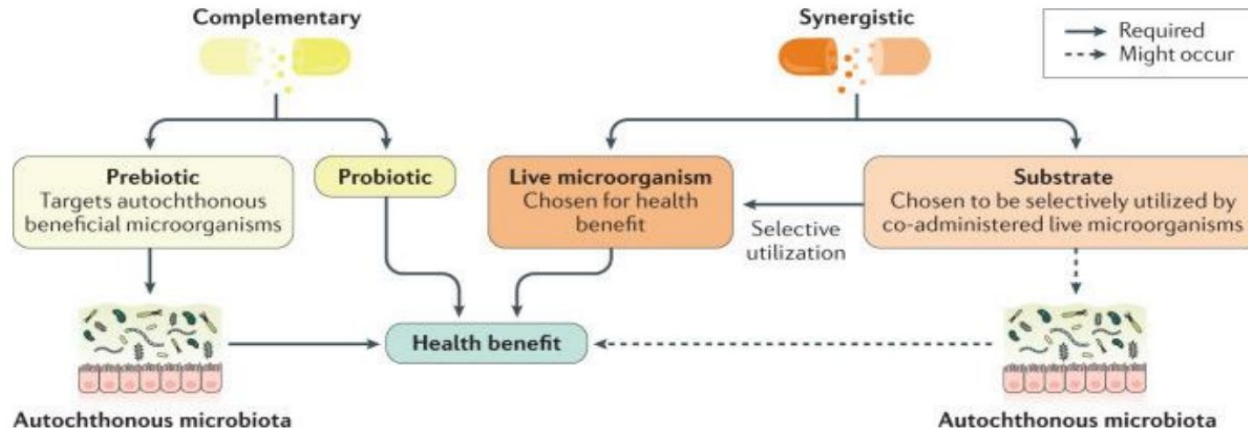 Complementary
Synergistic
Required
Might occur
Prebiotic
Targets autochthonous
beneficial microorganisms
Probiotic
Live microorganism
Chosen for health
benefit
Selective
utilization
Substrate
Chosen to be selectively utilized by
co-administered live microorganisms
Health benefit
Autochthonous microbiota
Autochthonous microbiota